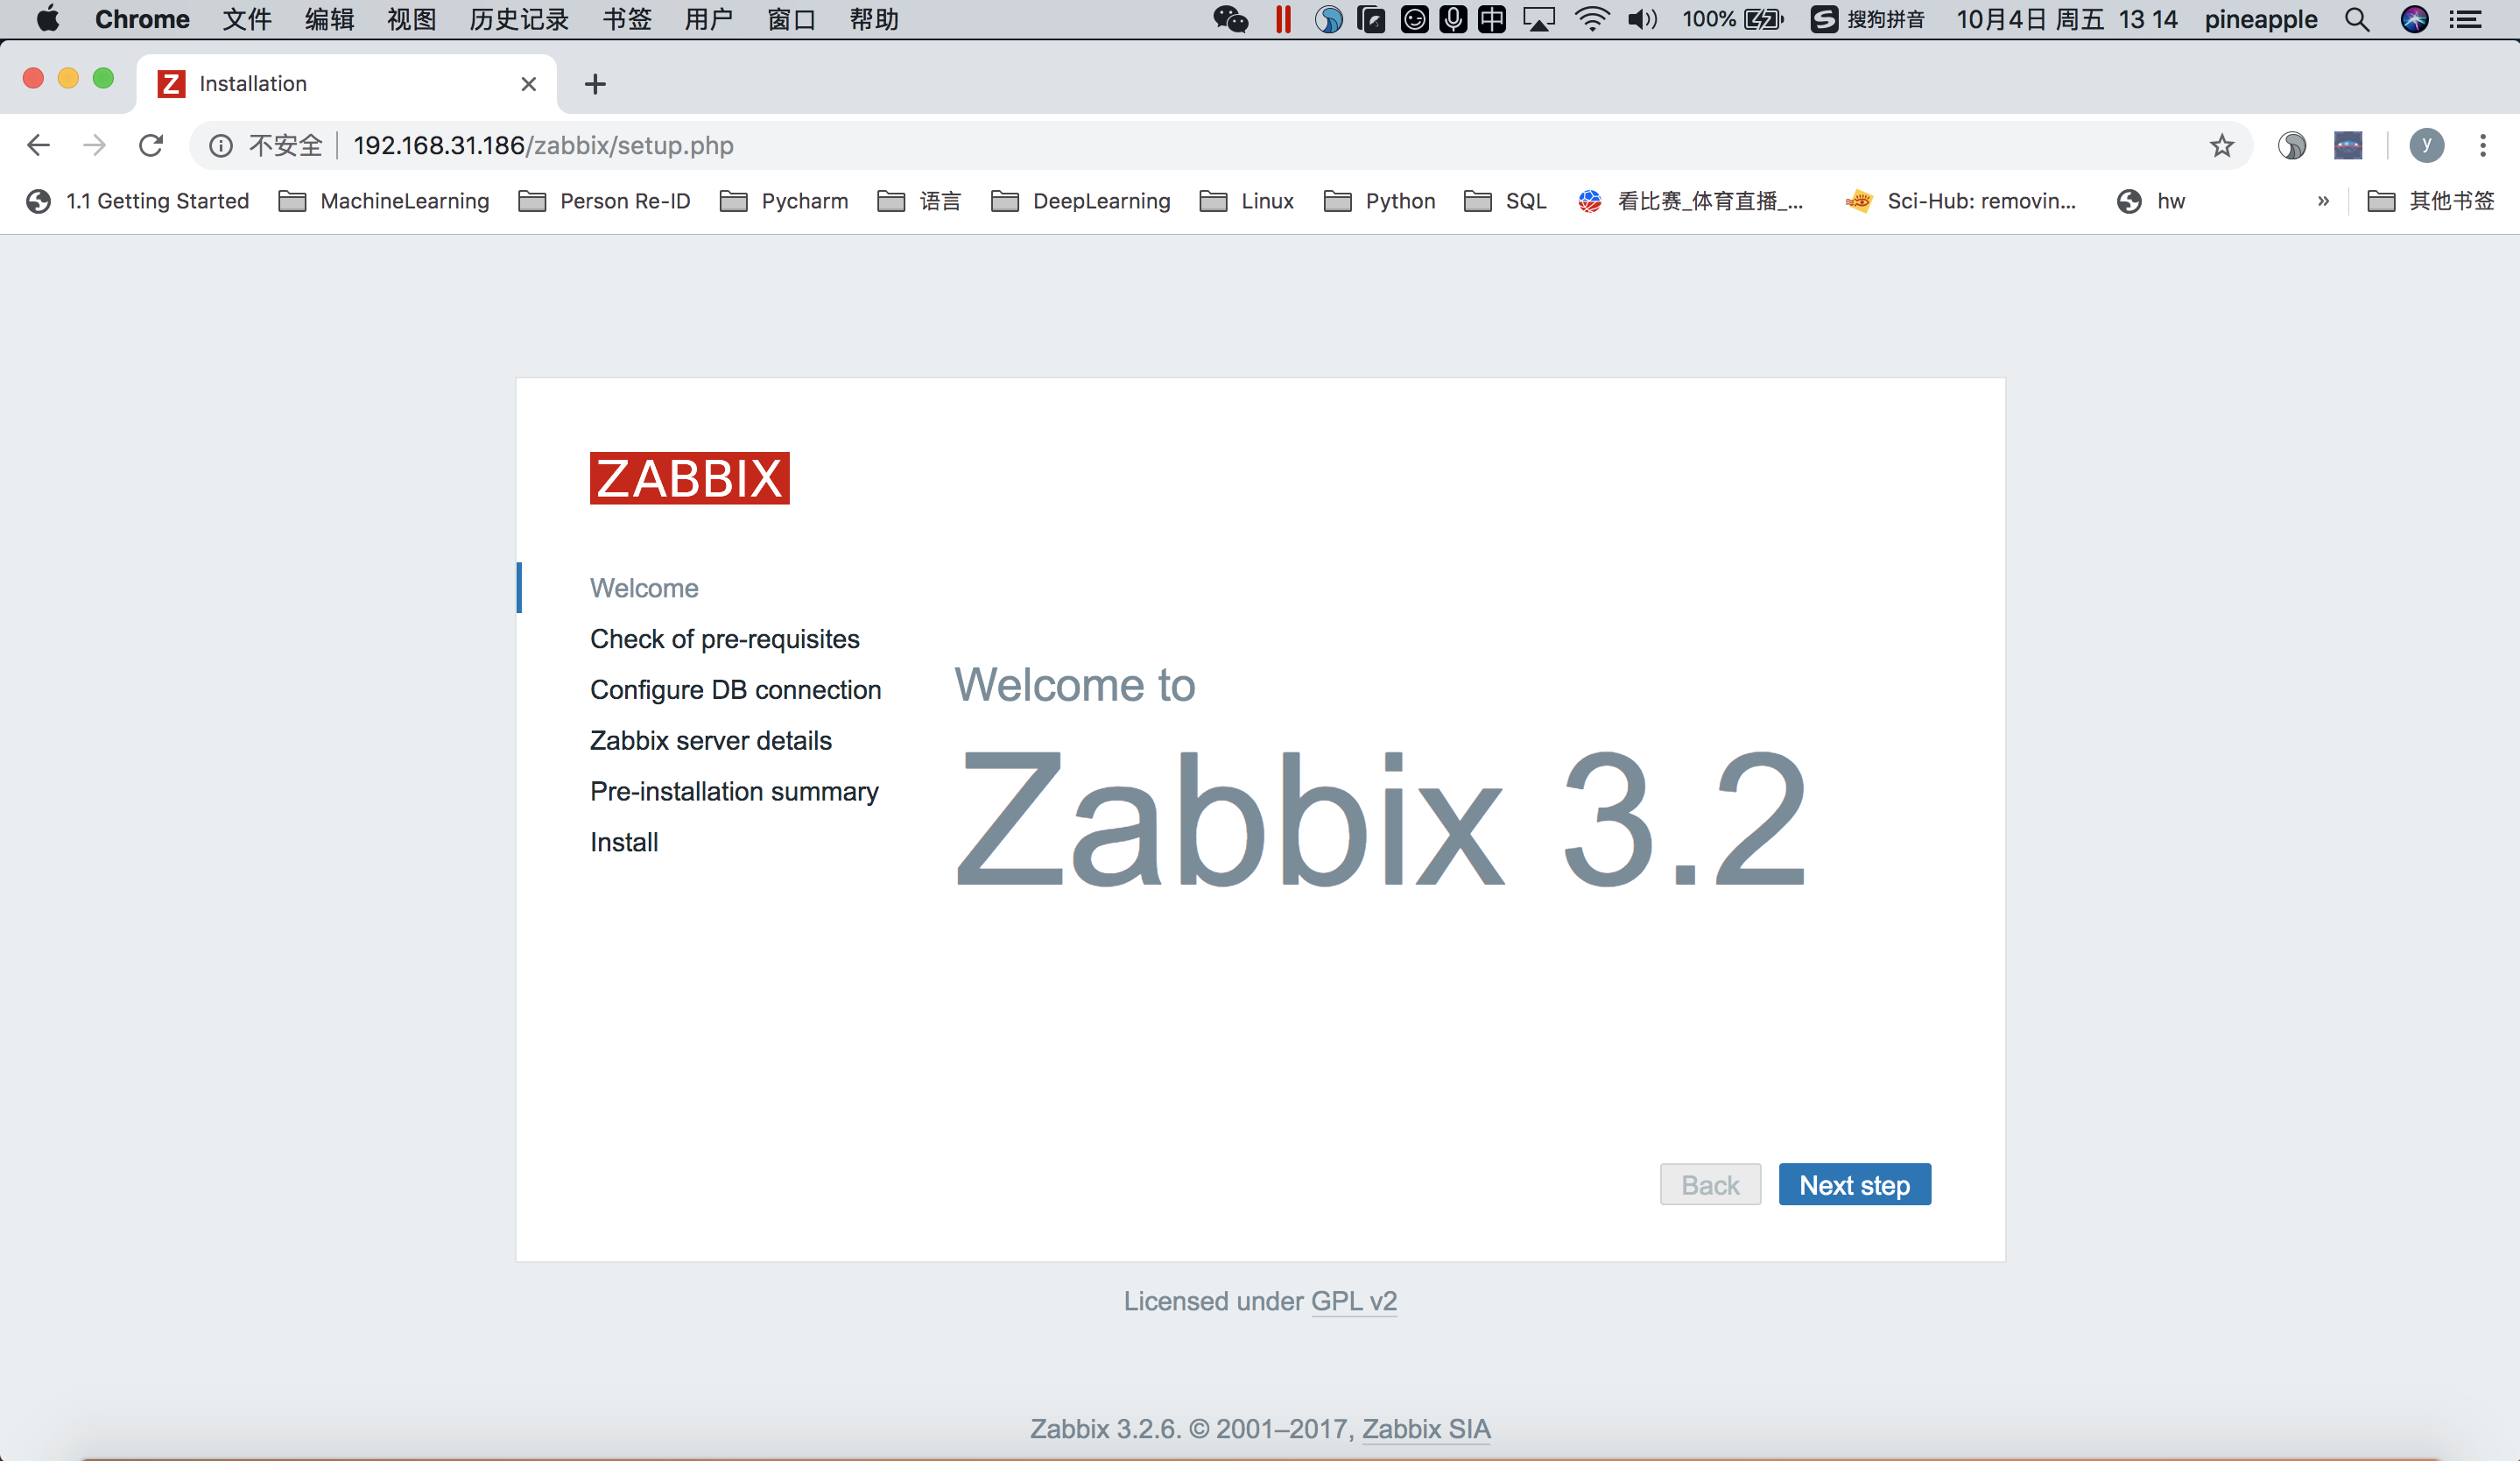 Chrome 文件 编辑 视图 历史记录 书签 用户 窗口 帮助 中 100% S 搜狗拼音 10月4日 周五 13 14 pineapple
Z Installation
不安全 192.168.31.186/zabbix/setup.php y
1.1 Getting Started MachineLearning Person Re-ID Pycharm 语言 DeepLearning Linux Python SQL 看比赛_体育直播_... Sci-Hub: removin... hw » 其他书签
ZABBIX
Welcome
Check of pre-requisites
Configure DB connection
Zabbix server details
Pre-installation summary
Install
Welcome to
Zabbix 3.2
Back Next step
Licensed under GPL v2
Zabbix 3.2.6. © 2001–2017, Zabbix SIA